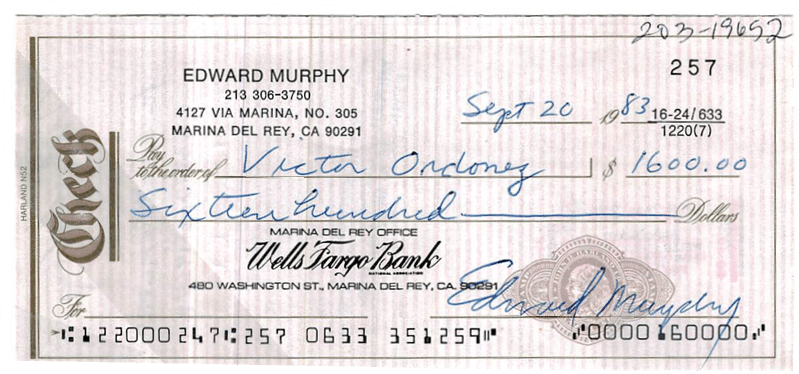 203-19652
257
EDWARD MURPHY
213 306-3750
4127 VIA MARINA, NO. 305
MARINA DEL REY, CA 90291
Sept 20 1983 16-24/633
1220(7)
Check
HARLAND N52
Pay
to the order of Victor Ordonez $ 1600.00
Sixteen hundred Dollars
MARINA DEL REY OFFICE
Wells Fargo Bank
NATIONAL ASSOCIATION
480 WASHINGTON ST., MARINA DEL REY, CA. 90291
For Edward
⑆122000247⑆257 0633 351259⑈ ⑇0000160000⑇